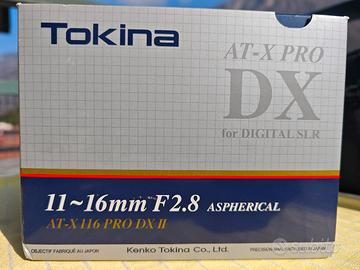 Tokina
AT-X PRO
DX
for DIGITAL SLR
11~16mm F2.8 ASPHERICAL
AT-X 116 PRO DX II
OBJECTIF FABRIQUÉ AU JAPON
Kenko Tokina Co., Ltd.